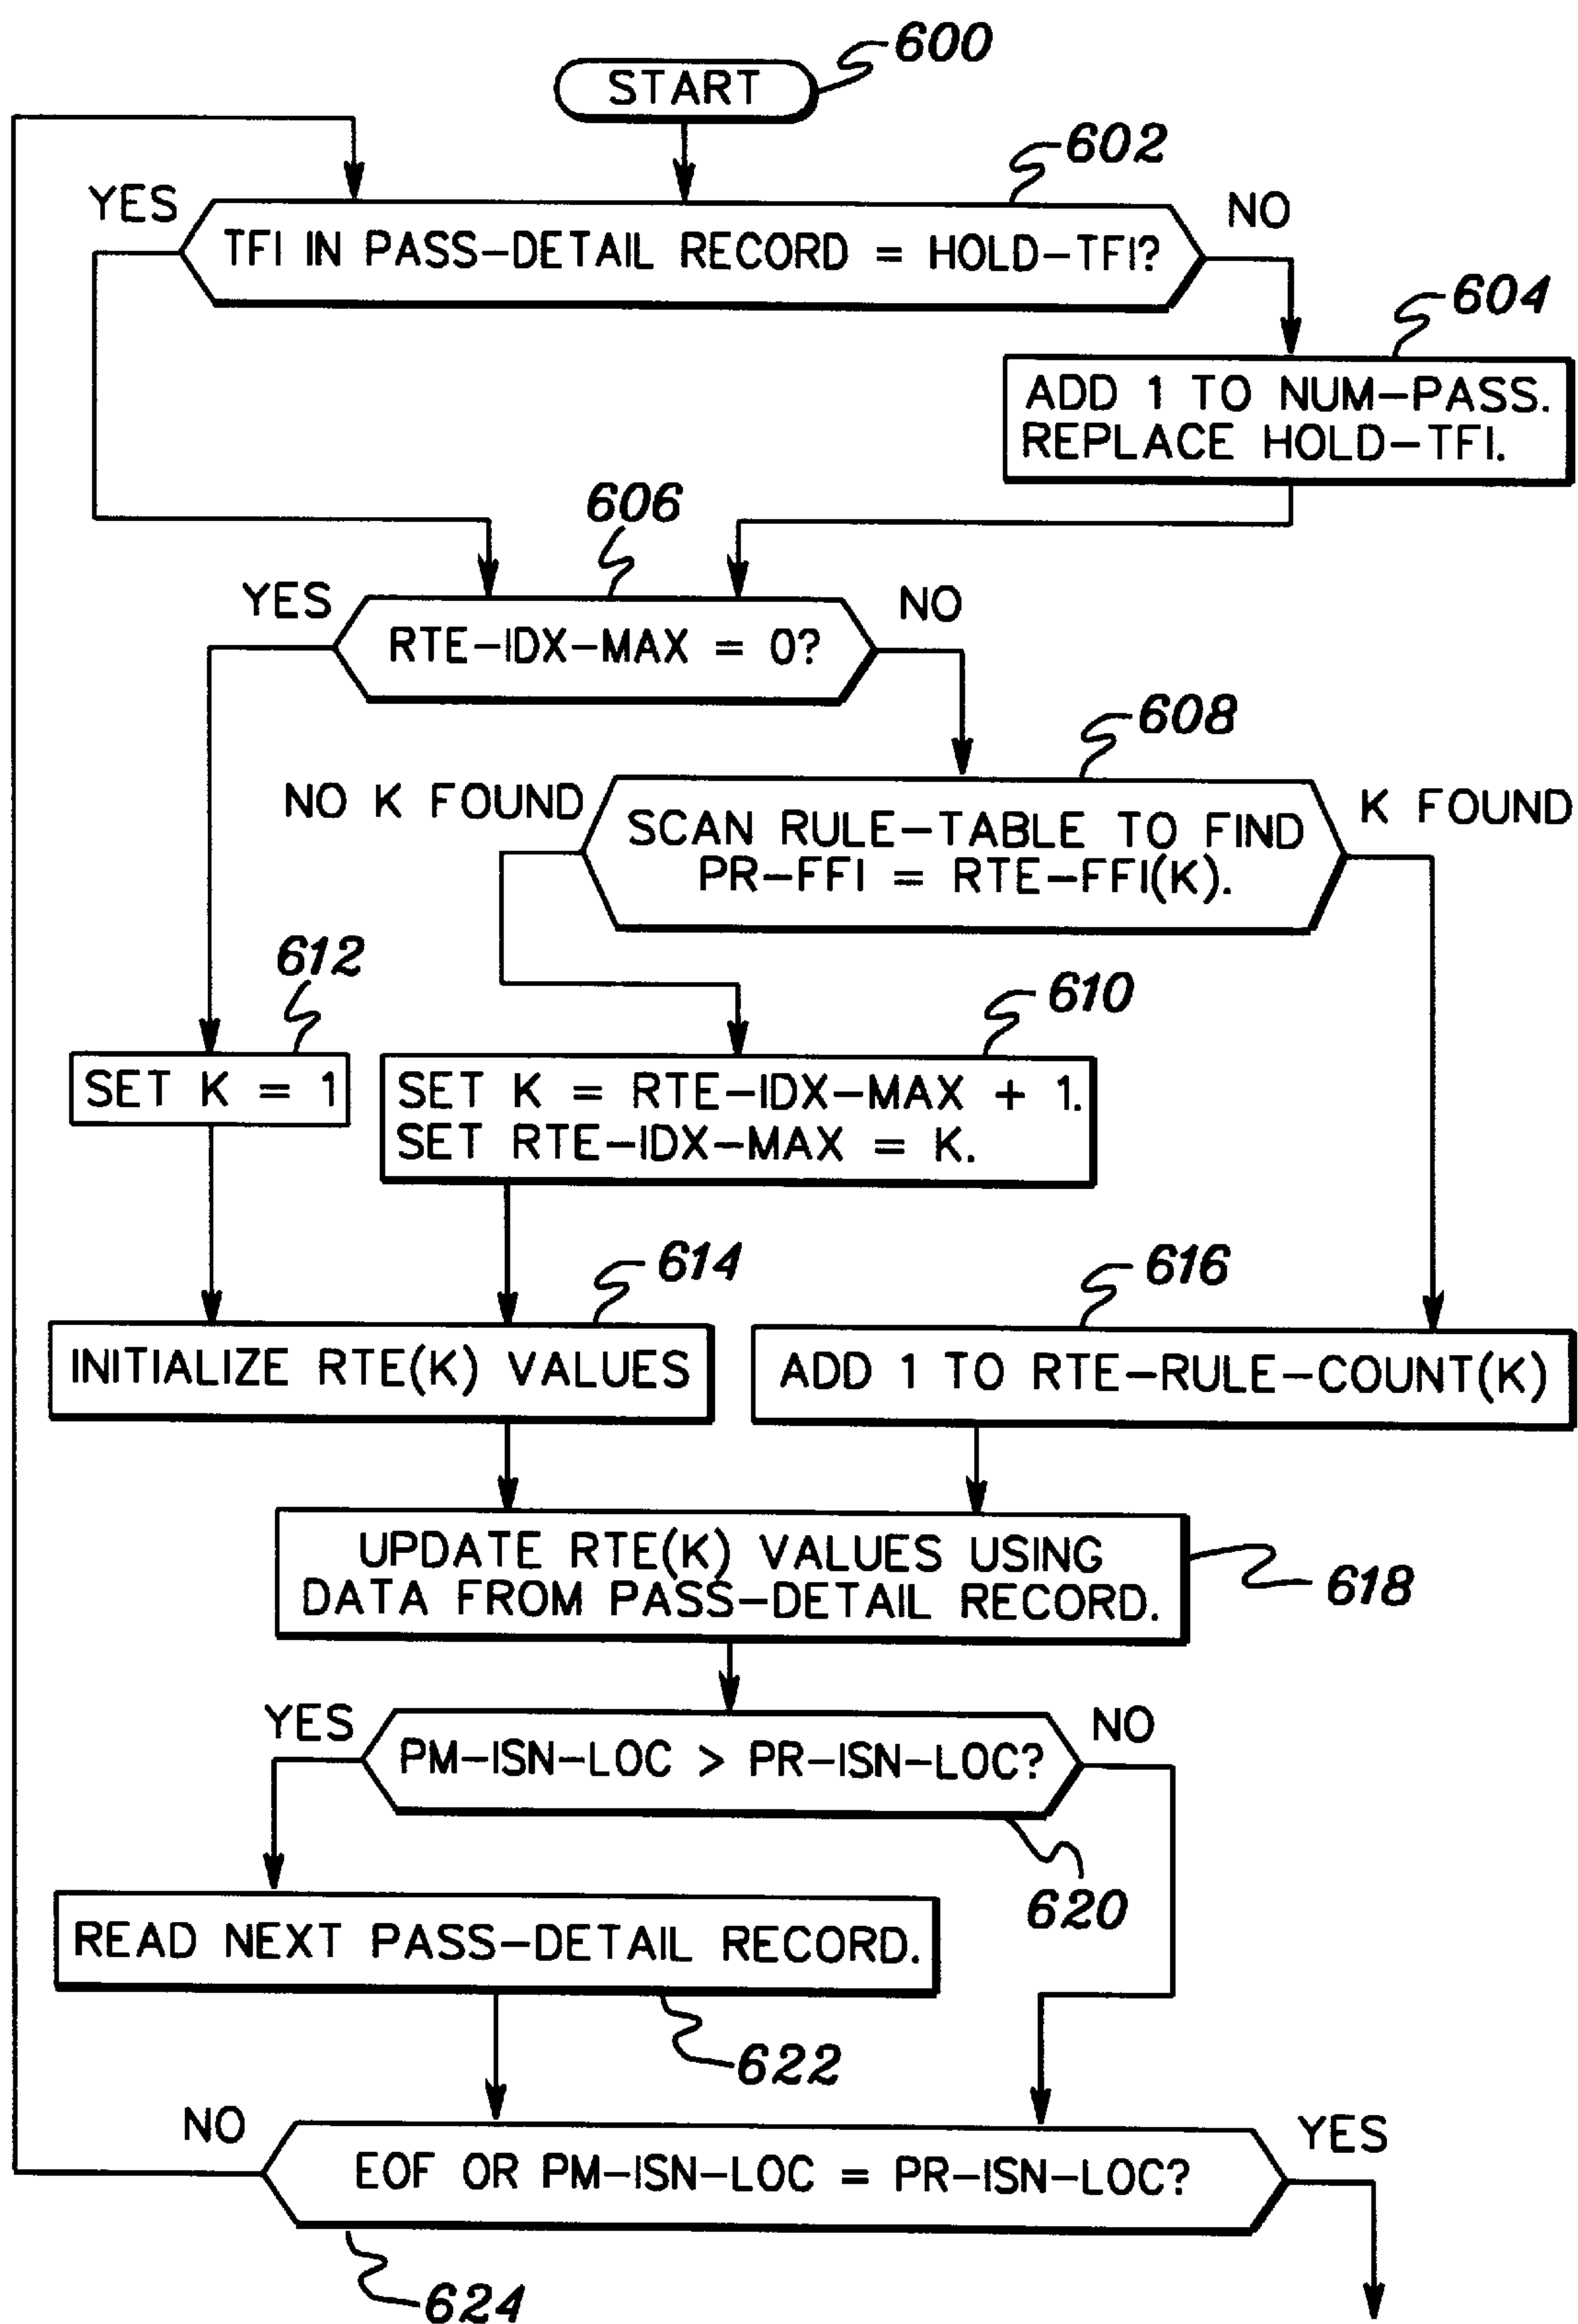 600
START
602
YES
NO
TFI IN PASS-DETAIL RECORD = HOLD-TFI?
604
ADD 1 TO NUM-PASS.
REPLACE HOLD-TFI.
606
YES
NO
RTE-IDX-MAX = 0?
608
NO K FOUND
K FOUND
SCAN RULE-TABLE TO FIND
PR-FFI = RTE-FFI(K).
612
610
SET K = 1
SET K = RTE-IDX-MAX + 1.
SET RTE-IDX-MAX = K.
614
616
INITIALIZE RTE(K) VALUES
ADD 1 TO RTE-RULE-COUNT(K)
UPDATE RTE(K) VALUES USING
DATA FROM PASS-DETAIL RECORD.
618
YES
NO
PM-ISN-LOC > PR-ISN-LOC?
620
READ NEXT PASS-DETAIL RECORD.
622
NO
YES
EOF OR PM-ISN-LOC = PR-ISN-LOC?
624